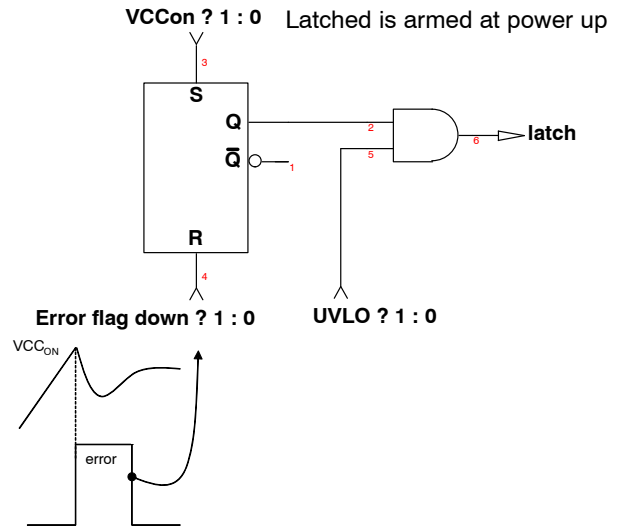 VCCon ? 1 : 0
Latched is armed at power up
3
S
Q
2
Q̅
1
5
6
latch
R
4
Error flag down ? 1 : 0
UVLO ? 1 : 0
VCCON
error